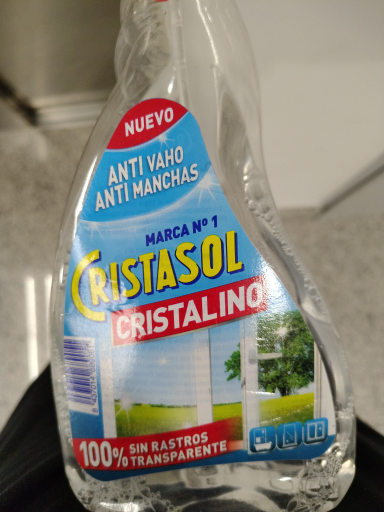 NUEVO
ANTI VAHO
ANTI MANCHAS
MARCA Nº 1
CRISTASOL
CRISTALINO
100% SIN RASTROS
TRANSPARENTE